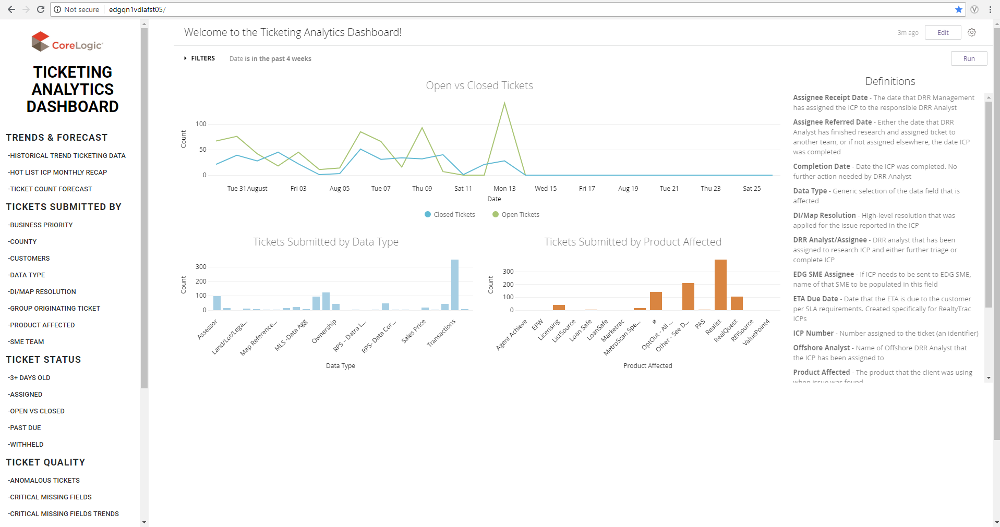 Not secure | edgqn1vdlafst05/
CoreLogic
TICKETING
ANALYTICS
DASHBOARD
TRENDS & FORECAST
-HISTORICAL TREND TICKETING DATA
-HOT LIST ICP MONTHLY RECAP
-TICKET COUNT FORECAST
TICKETS SUBMITTED BY
-BUSINESS PRIORITY
-COUNTY
-CUSTOMERS
-DATA TYPE
-DI/MAP RESOLUTION
-GROUP ORIGINATING TICKET
-PRODUCT AFFECTED
-SME TEAM
TICKET STATUS
-3+ DAYS OLD
-ASSIGNED
-OPEN VS CLOSED
-PAST DUE
-WITHHELD
TICKET QUALITY
-ANOMALOUS TICKETS
-CRITICAL MISSING FIELDS
-CRITICAL MISSING FIELDS TRENDS
Welcome to the Ticketing Analytics Dashboard!
3m ago
Edit
FILTERS
Date is in the past 4 weeks
Run
Open vs Closed Tickets
Count
100
50
0
Tue 31 August Fri 03 Aug 05 Tue 07 Thu 09 Sat 11 Mon 13 Wed 15 Fri 17 Aug 19 Tue 21 Thu 23 Sat 25
Date
Closed Tickets Open Tickets
Tickets Submitted by Data Type
Count
300
200
100
0
Assessor
Land/Lot/Lega...
Map Reference...
MLS -Data Agg
Ownership
RPS - Datra L...
RPS- Data Cor...
Sales Price
Transactions
Data Type
Tickets Submitted by Product Affected
Count
300
200
100
0
Agent Achieve
EPW
Licensing
ListSource
Loan Safe
LoanSafe
Marketrac
MetroScan Spe...
ø
OptOut - All ...
Other - See D...
PAS
Realist
RealQuest
REISource
ValuePoint4
Product Affected
Definitions
Assignee Receipt Date - The date that DRR Management
has assigned the ICP to the responsible DRR Analyst
Assignee Referred Date - Either the date that DRR
Analyst has finished research and assigned ticket to
another team, or if not assigned elsewhere, the date ICP
was completed
Completion Date - Date the ICP was completed. No
further action needed by DRR Analyst
Data Type - Generic selection of the data field that is
affected
DI/Map Resolution - High-level resolution that was
applied for the issue reported in the ICP
DRR Analyst/Assignee - DRR analyst that has been
assigned to research ICP and either further triage or
complete ICP
EDG SME Assignee - If ICP needs to be sent to EDG SME,
name of that SME to be populated in this field
ETA Due Date - Date that the ETA is due to the customer
per SLA requirements. Created specifically for RealtyTrac
ICPs
ICP Number - Number assigned to the ticket (an identifier)
Offshore Analyst - Name of Offshore DRR Analyst that
the ICP has been assigned to
Product Affected - The product that the client was using
when issue was found